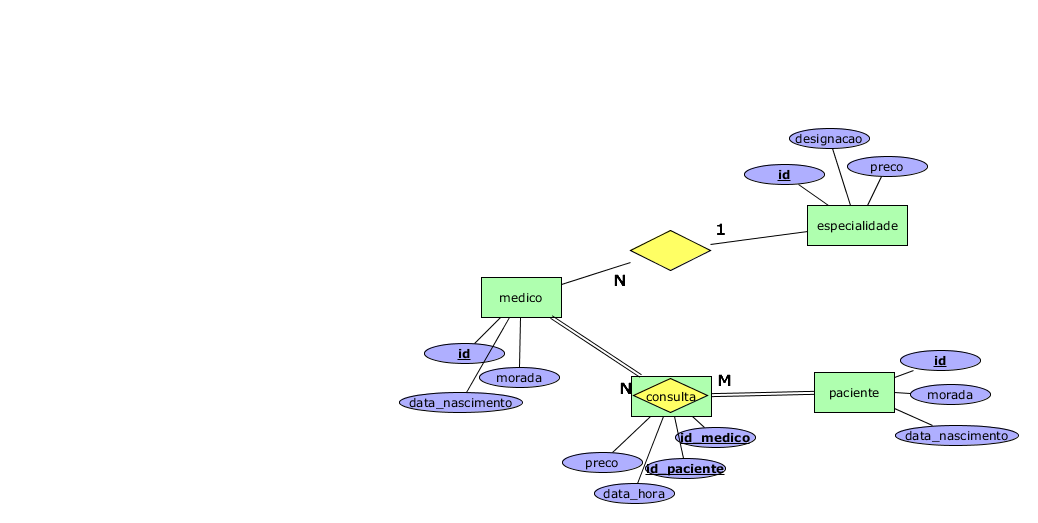 designacao
preco
id
especialidade
1
N
medico
id
morada
data_nascimento
N
M
consulta
paciente
id
morada
data_nascimento
id_medico
preco
id_paciente
data_hora